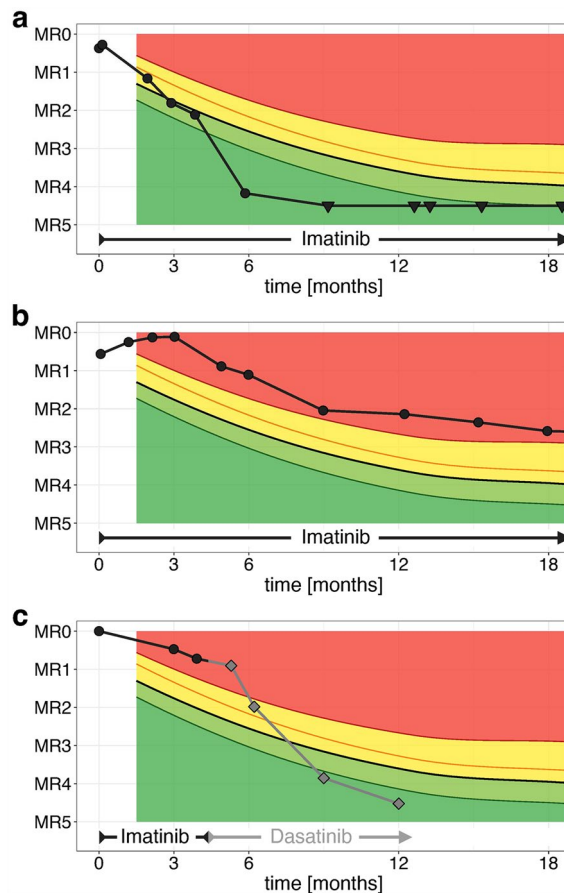 a
MR0
MR1
MR2
MR3
MR4
MR5
Imatinib
0 3 6 12 18
time [months]
b
MR0
MR1
MR2
MR3
MR4
MR5
Imatinib
0 3 6 12 18
time [months]
c
MR0
MR1
MR2
MR3
MR4
MR5
Imatinib Dasatinib
0 3 6 12 18
time [months]